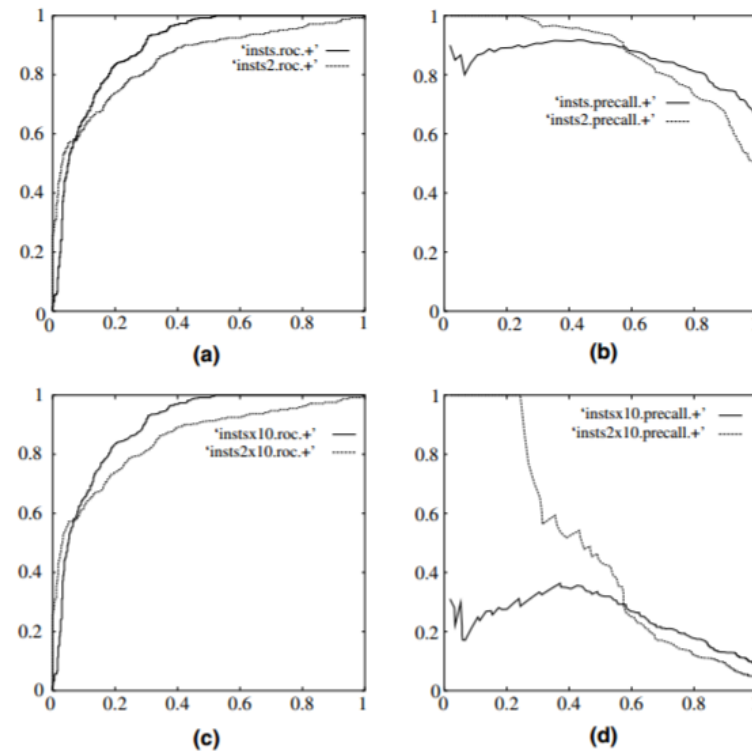 1
'insts.roc.+'
'insts2.roc.+'
0.8
0.6
0.4
0.2
0
0 0.2 0.4 0.6 0.8 1
(a)
1
0.8
'insts.precall.+'
'insts2.precall.+'
0.6
0.4
0.2
0
0 0.2 0.4 0.6 0.8
(b)
1
'instsx10.roc.+'
'insts2x10.roc.+'
0.8
0.6
0.4
0.2
0
0 0.2 0.4 0.6 0.8 1
(c)
1
'instsx10.precall.+'
'insts2x10.precall.+'
0.8
0.6
0.4
0.2
0
0 0.2 0.4 0.6 0.8
(d)